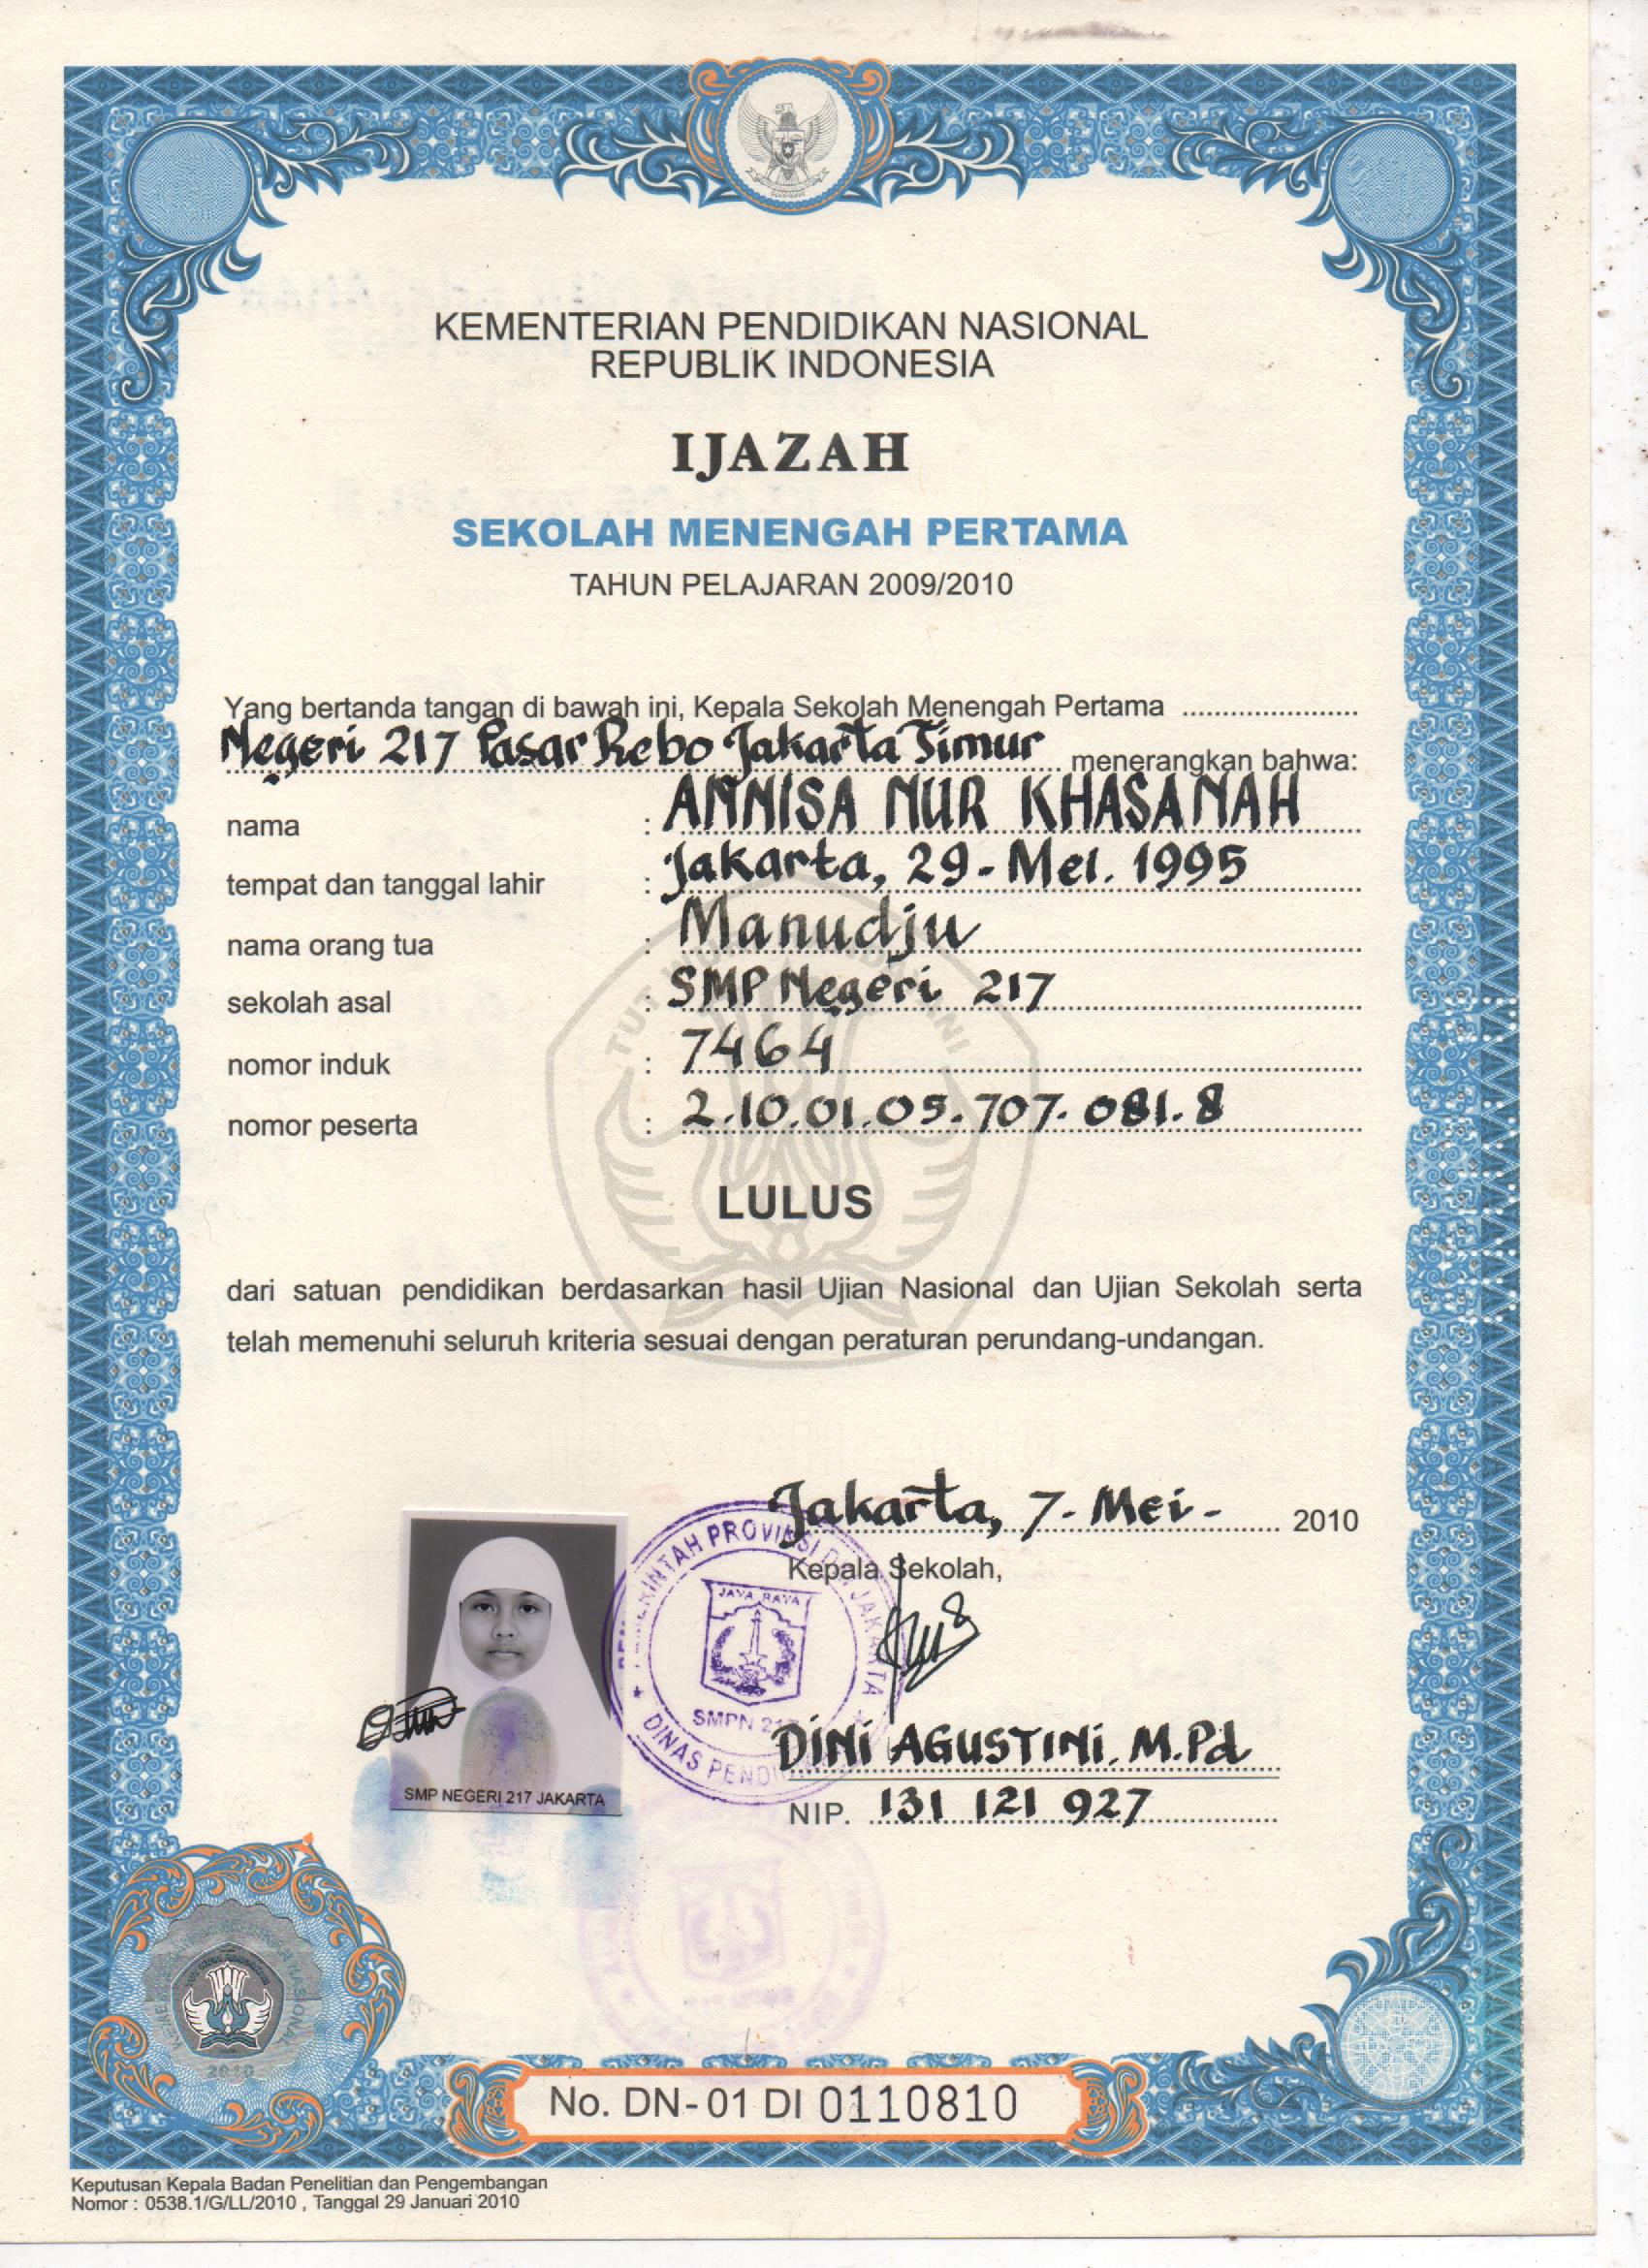 KEMENTERIAN PENDIDIKAN NASIONAL
REPUBLIK INDONESIA
IJAZAH
SEKOLAH MENENGAH PERTAMA
TAHUN PELAJARAN 2009/2010
Yang bertanda tangan di bawah ini, Kepala Sekolah Menengah Pertama
Negeri 217 Pasar Rebo Jakarta Timur menerangkan bahwa:
nama : ANNISA NUR KHASANAH
tempat dan tanggal lahir : Jakarta, 29-Mei. 1995
nama orang tua : Manudju
sekolah asal : SMP Negeri 217
nomor induk : 7464
nomor peserta : 2.10.01.05.707.081.8
LULUS
dari satuan pendidikan berdasarkan hasil Ujian Nasional dan Ujian Sekolah serta
telah memenuhi seluruh kriteria sesuai dengan peraturan perundang-undangan.
Jakarta, 7-Mei- 2010
Kepala Sekolah,
PEMERINTAH PROVINSI DKI JAKARTA
JAYA RAYA
SMPN 217
DINAS
DINI AGUSTINI. M.Pd
NIP. 131 121 927
SMP NEGERI 217 JAKARTA
2010
No. DN-01 DI 0110810
Keputusan Kepala Badan Penelitian dan Pengembangan
Nomor : 0538.1/G/LL/2010 , Tanggal 29 Januari 2010